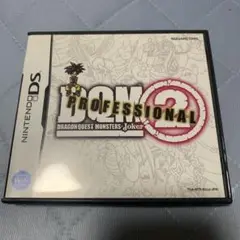 NINTENDO DS
DQM
PROFESSIONAL
2
DRAGON QUEST MONSTERS Joker